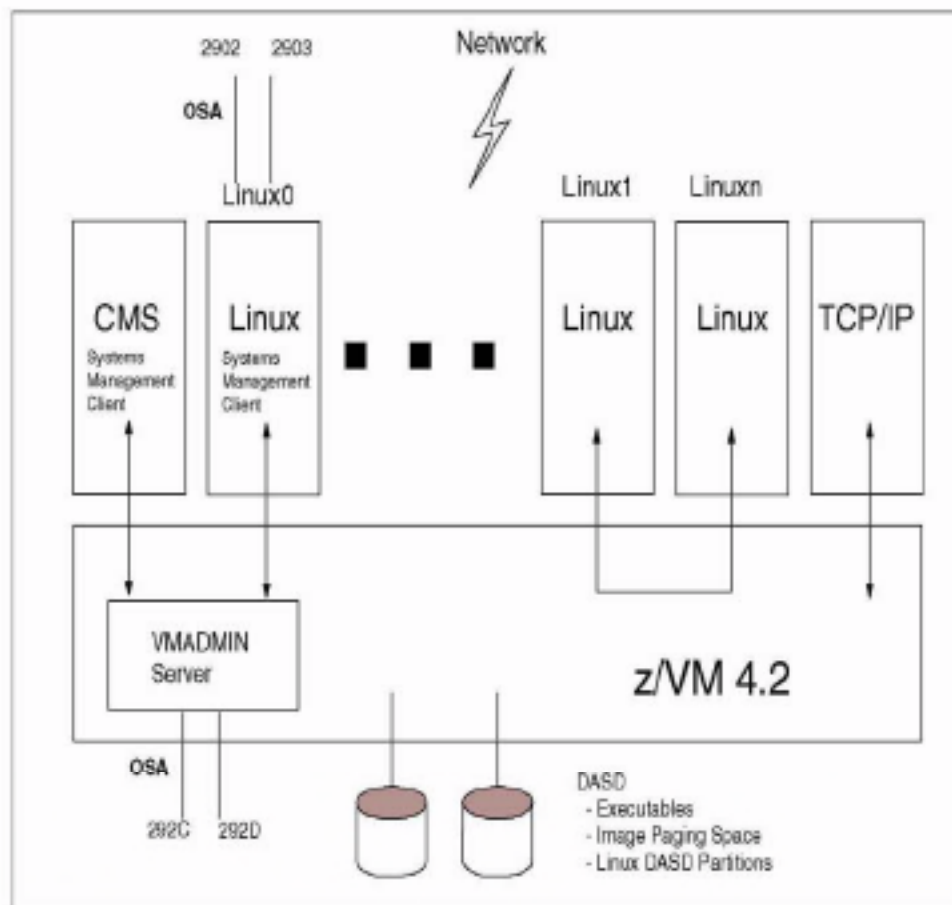 2902 2903
Network
OSA
Linux0
Linux1
Linuxn
CMS
Systems
Management
Client
Linux
Systems
Management
Client
Linux
Linux
TCP/IP
VMADMIN
Server
z/VM 4.2
OSA
292C 292D
DASD
- Executables
- Image Paging Space
- Linux DASD Partitions